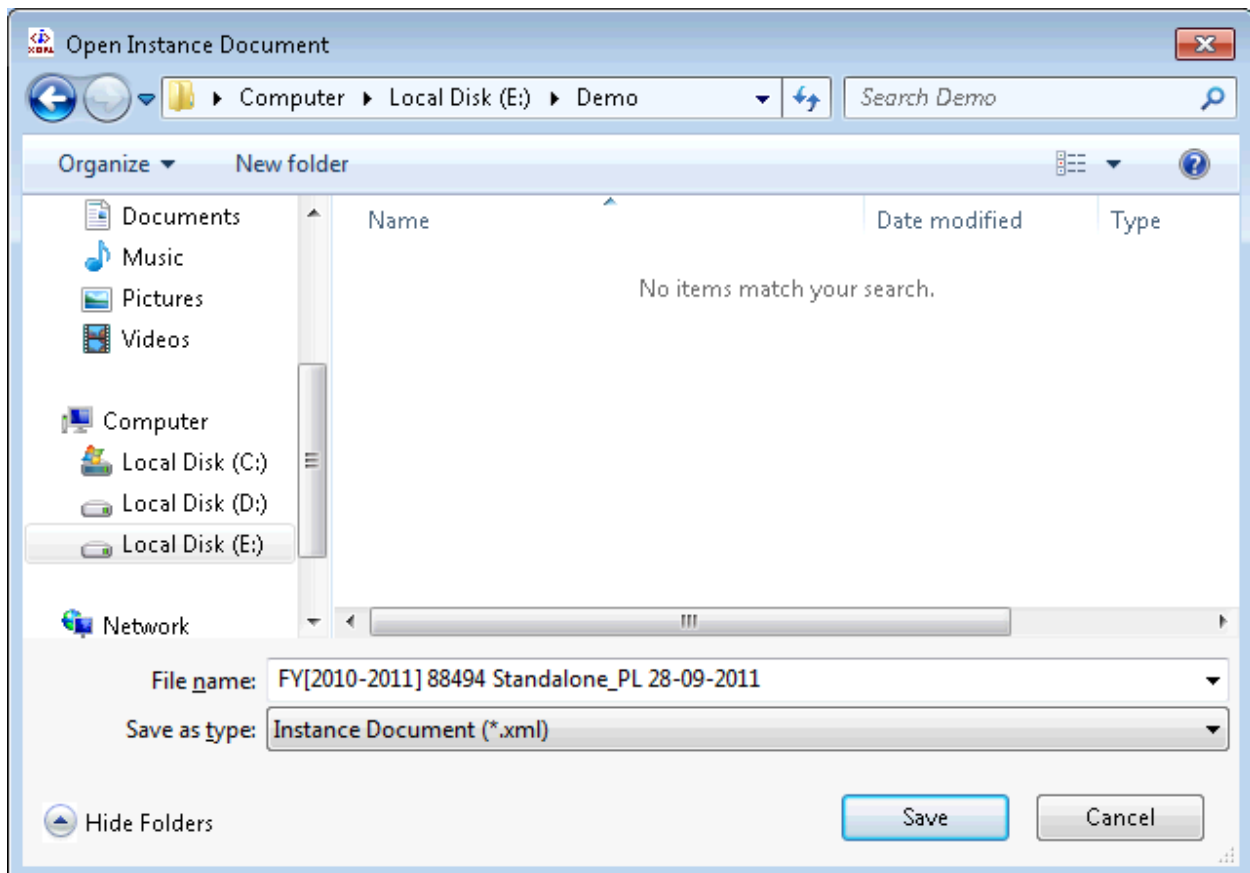 XBRL Open Instance Document
Computer Local Disk (E:) Demo Search Demo
Organize New folder
Documents
Music
Pictures
Videos
Computer
Local Disk (C:)
Local Disk (D:)
Local Disk (E:)
Network
Name Date modified Type
No items match your search.
File name: FY[2010-2011] 88494 Standalone_PL 28-09-2011
Save as type: Instance Document (*.xml)
Hide Folders Save Cancel